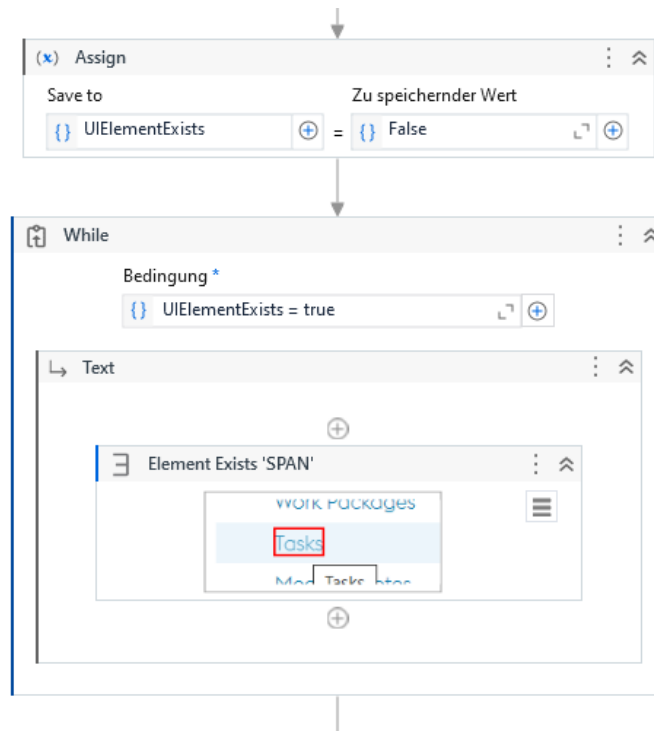 (x) Assign
Save to
Zu speichernder Wert
{} UIElementExists
=
{} False
While
Bedingung *
{} UIElementExists = true
Text
Element Exists 'SPAN'
Work Packages
Tasks
Tasks